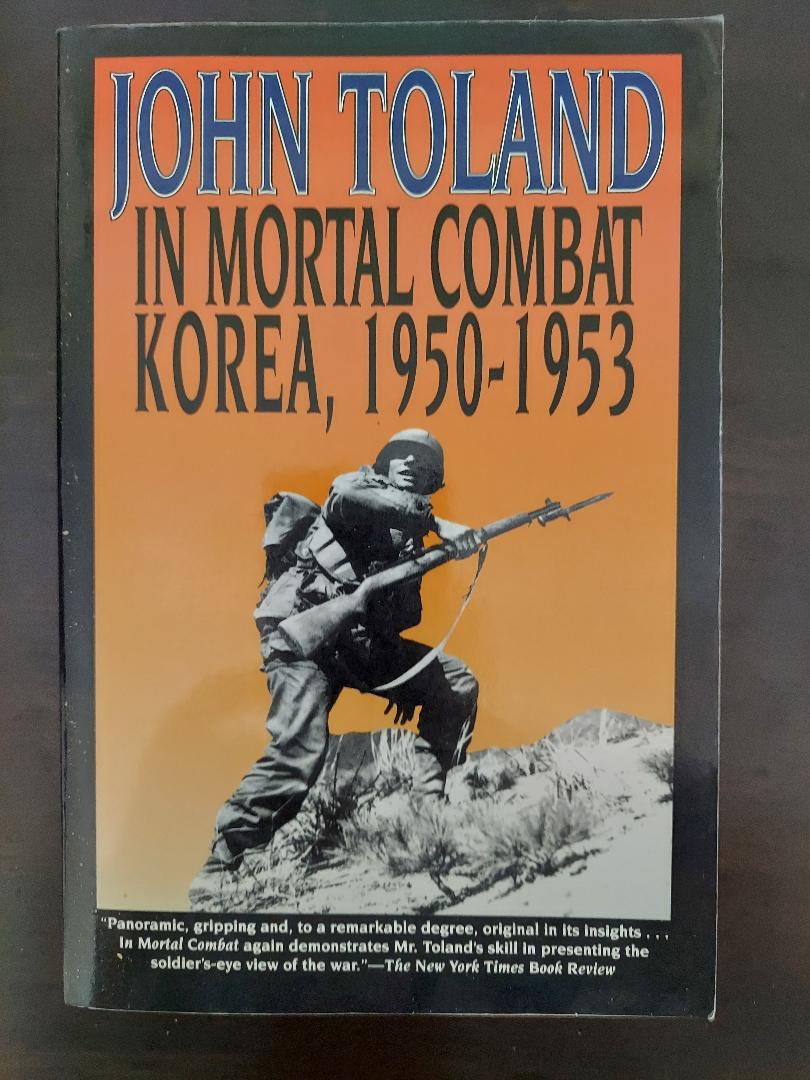 JOHN TOLAND
IN MORTAL COMBAT
KOREA, 1950-1953
“Panoramic, gripping and, to a remarkable degree, original in its insights . . .
In Mortal Combat again demonstrates Mr. Toland's skill in presenting the
soldier's-eye view of the war.”—The New York Times Book Review